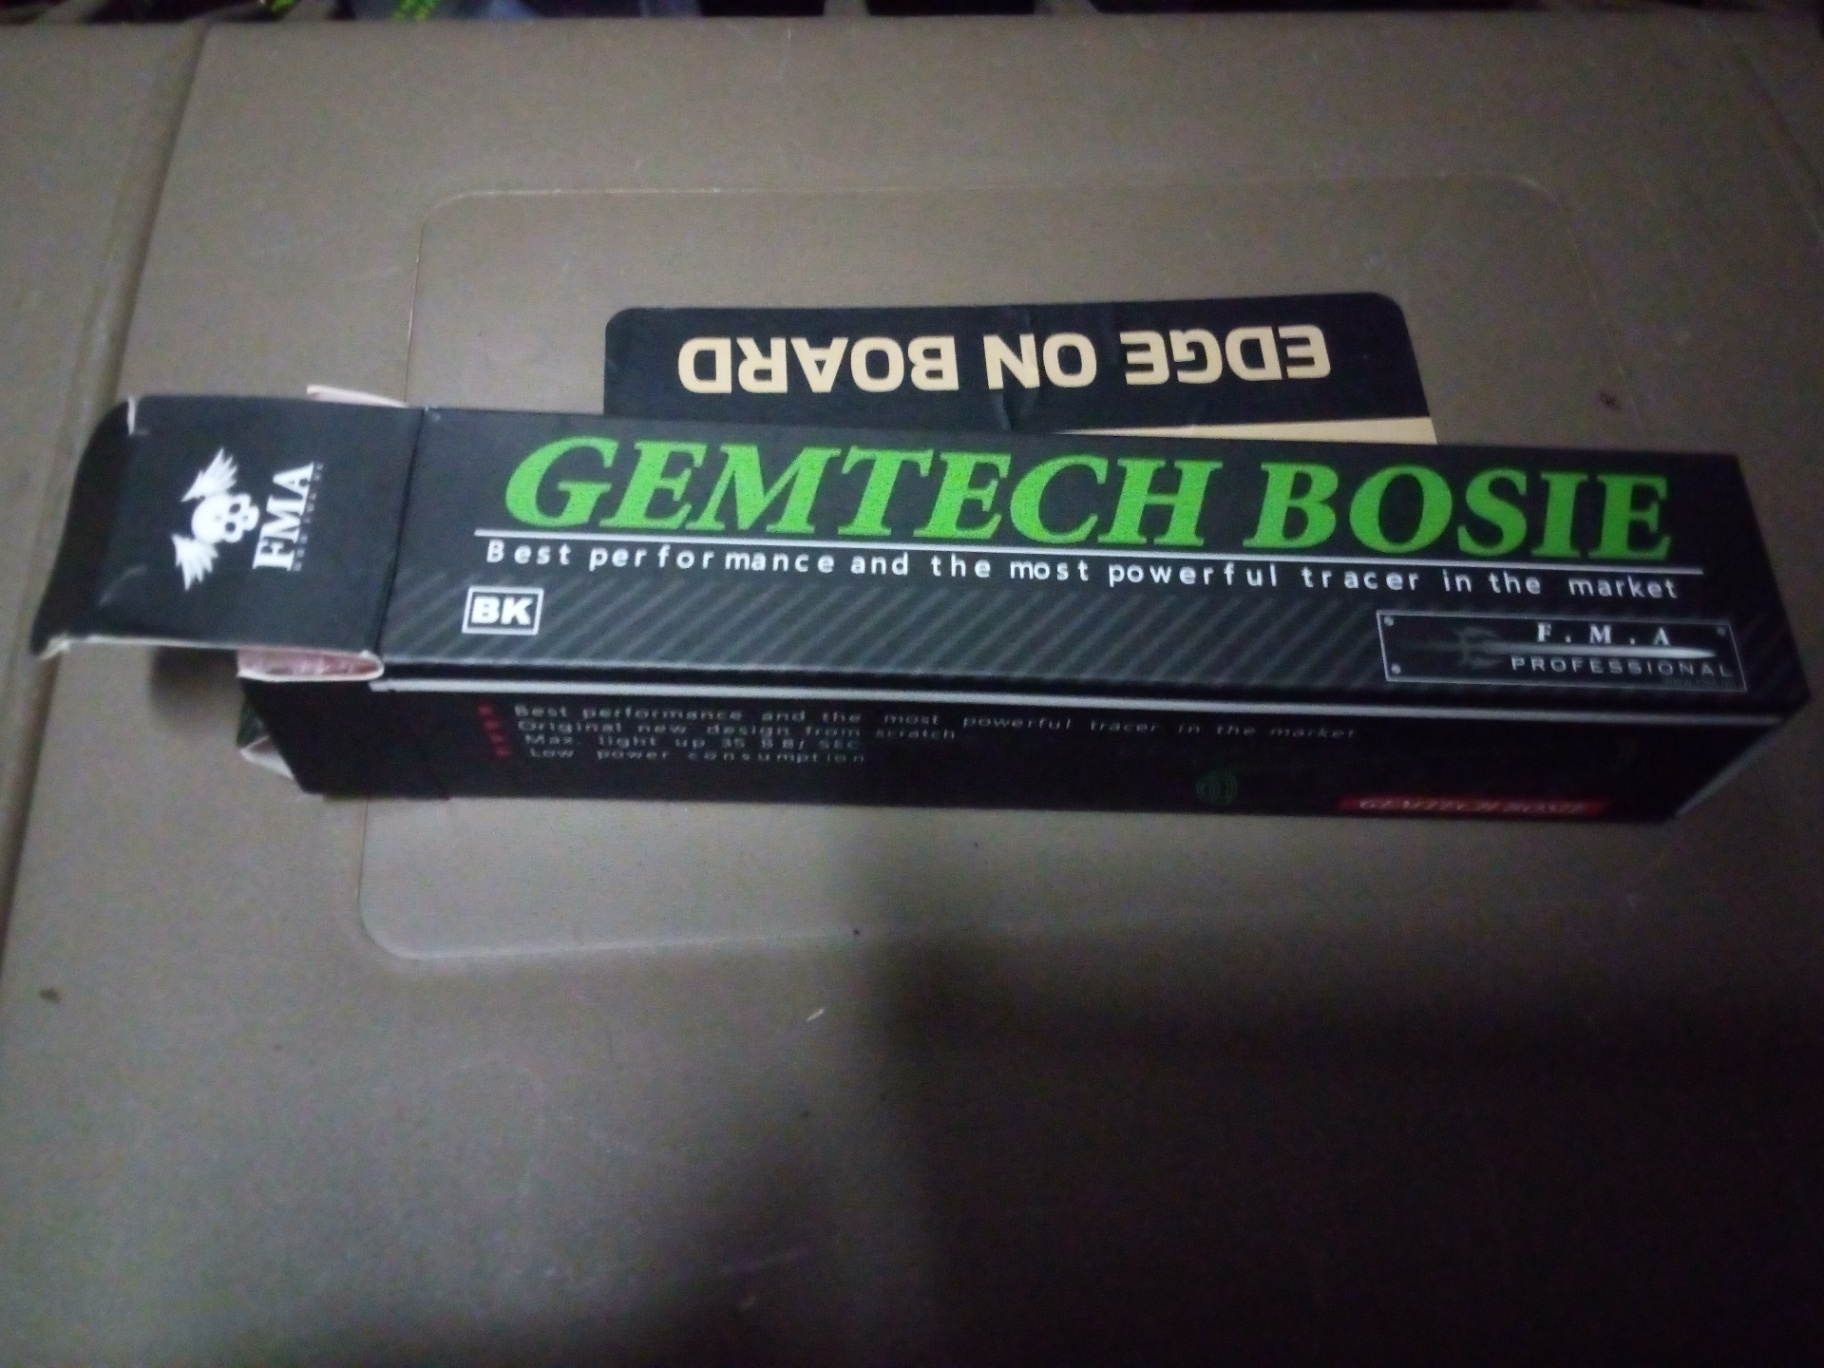 EDGE ON BOARD
FMA
GEMTECH BOSIE
Best performance and the most powerful tracer in the market
BK
F.M.A
PROFESSIONAL
Best performance and the most powerful tracer in the market
Original new design from scratch
Max. light up 35 BB/ SEC
Low power consumption
GEMTECH BOSIE